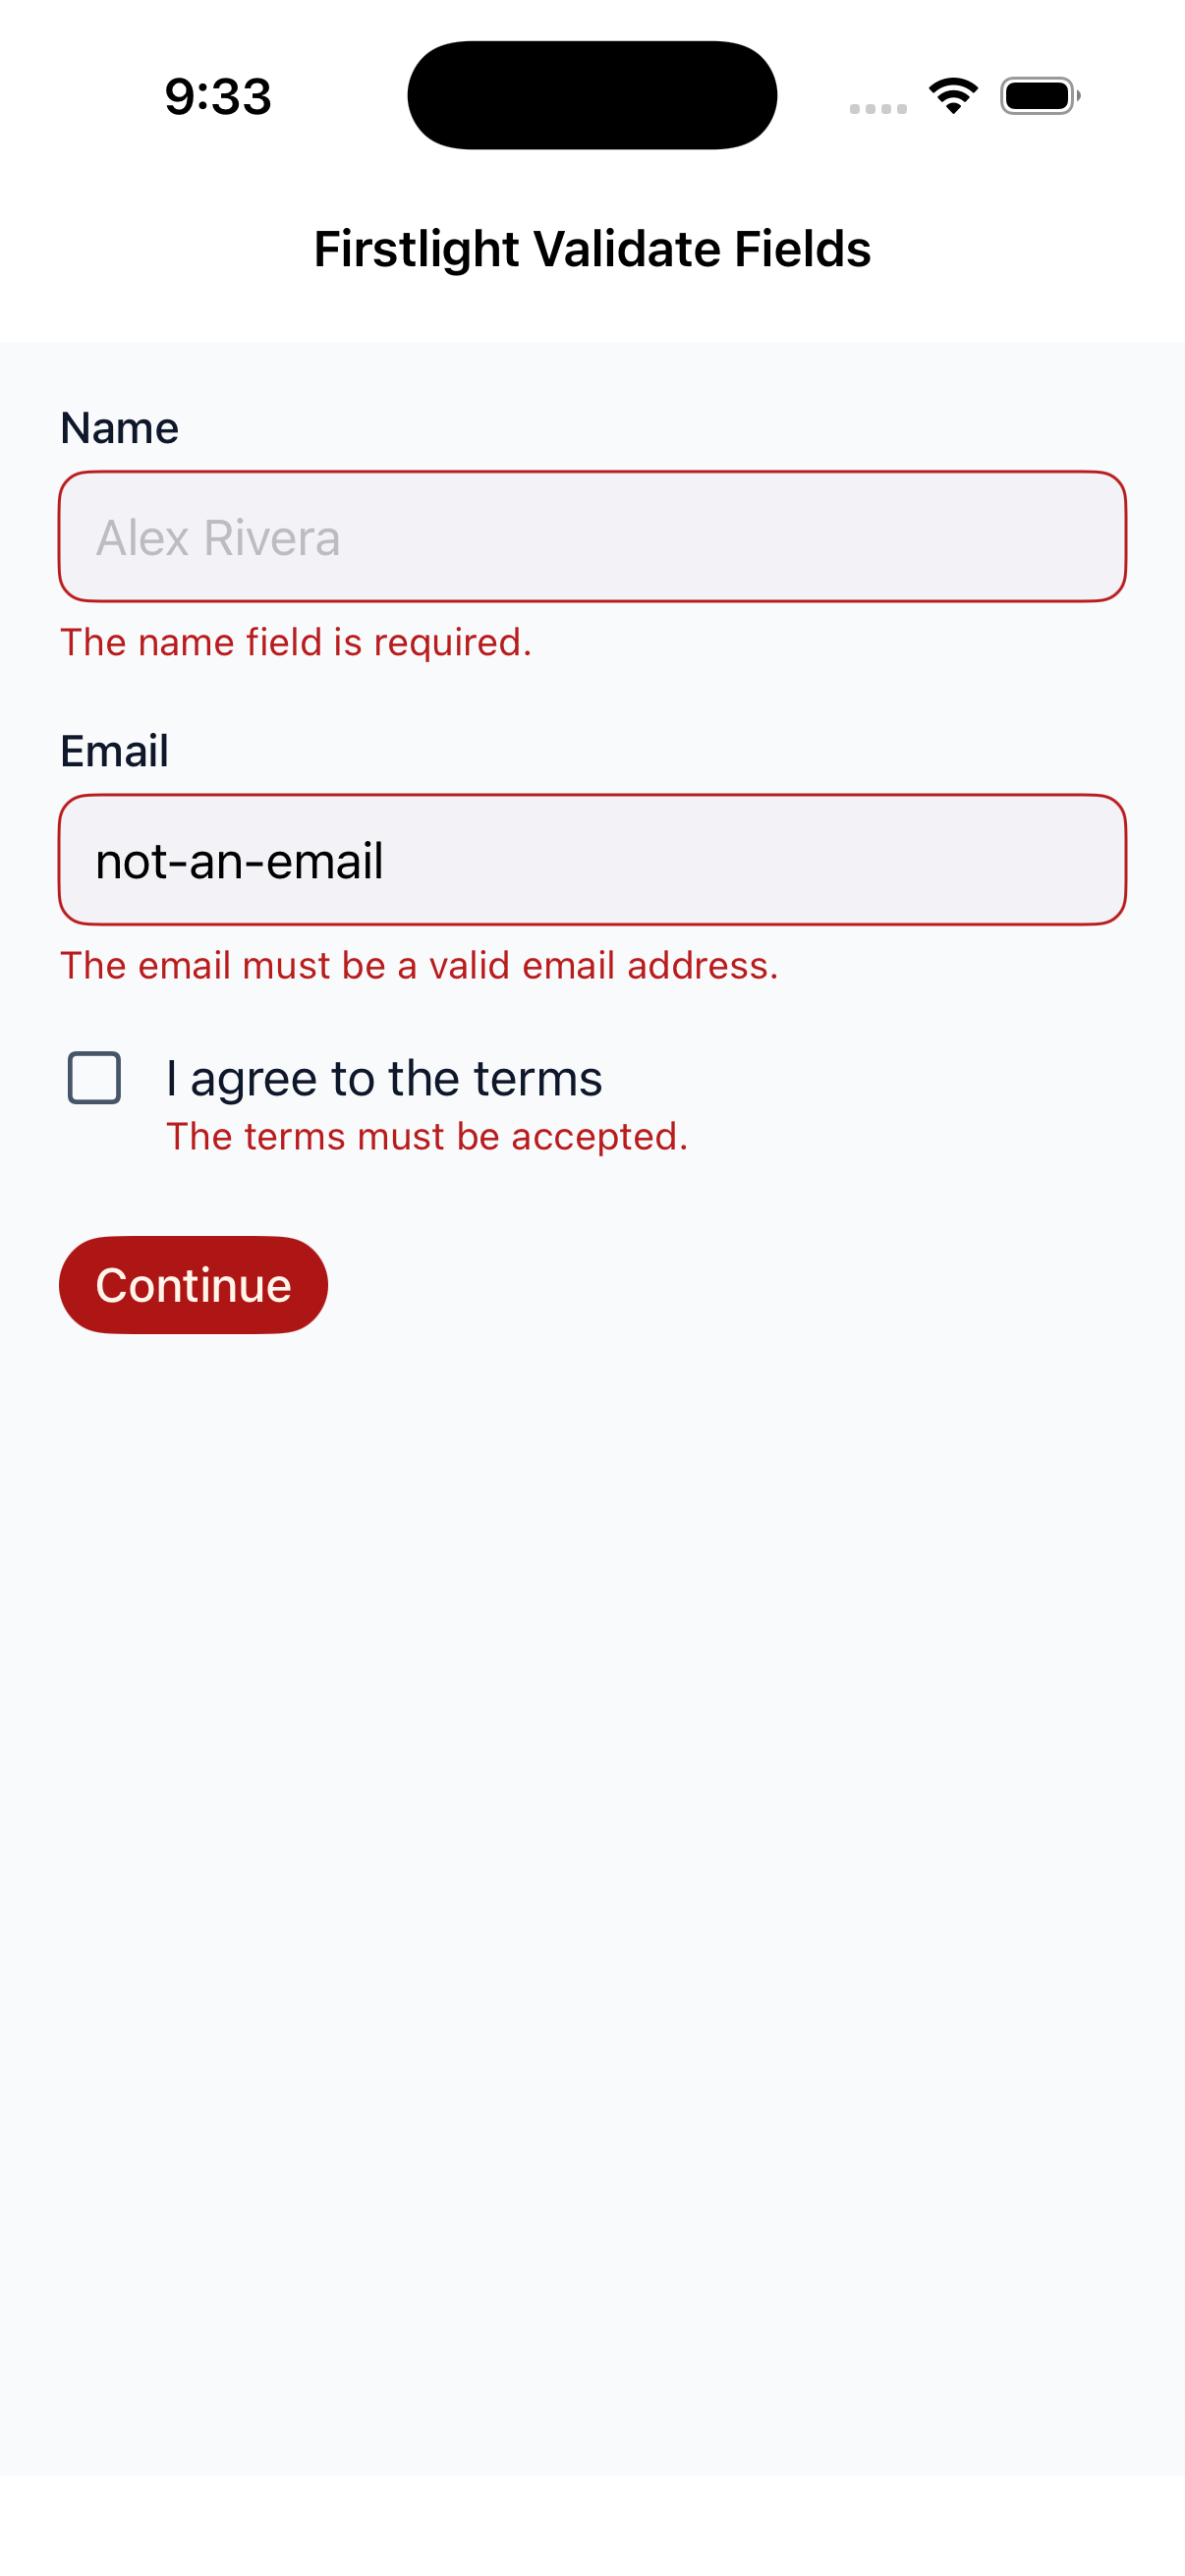 9:33
Firstlight Validate Fields
Name
Alex Rivera
The name field is required.
Email
not-an-email
The email must be a valid email address.
I agree to the terms
The terms must be accepted.
Continue